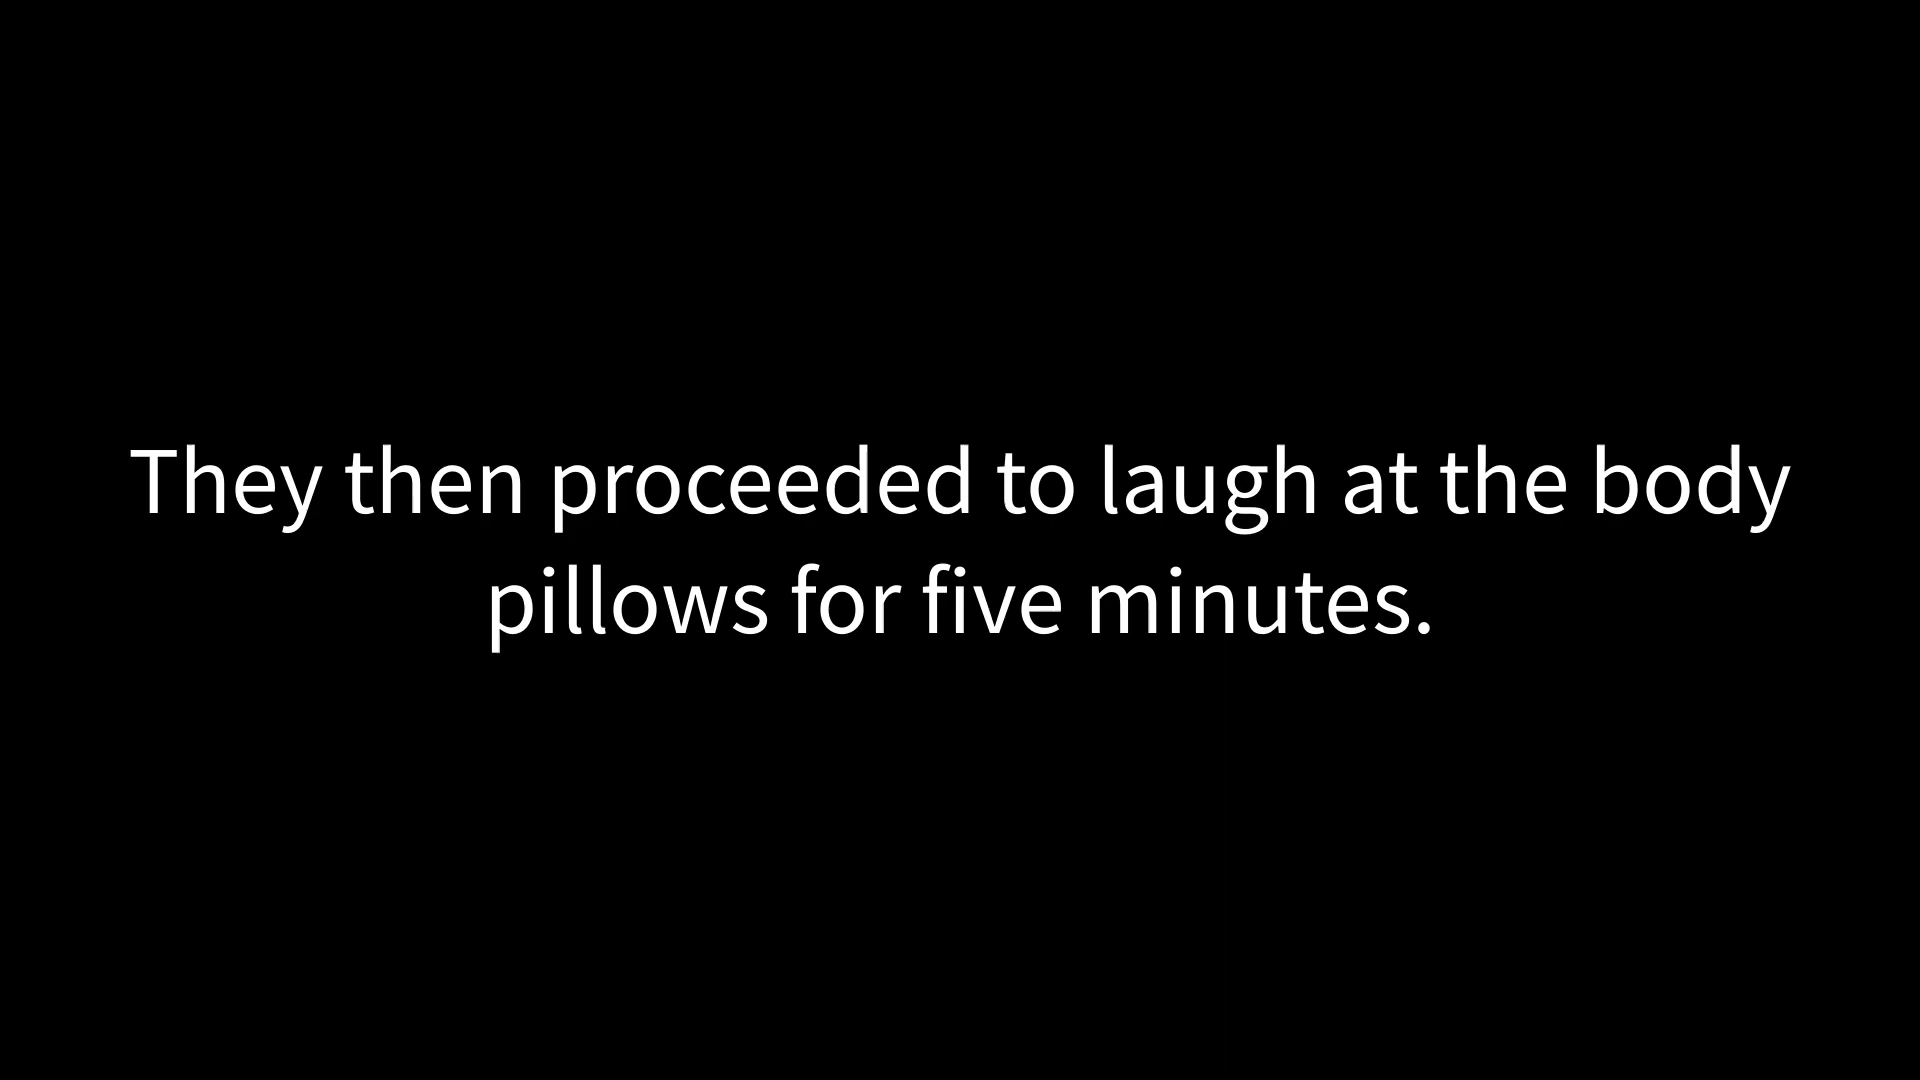 They then proceeded to laugh at the body
pillows for five minutes.